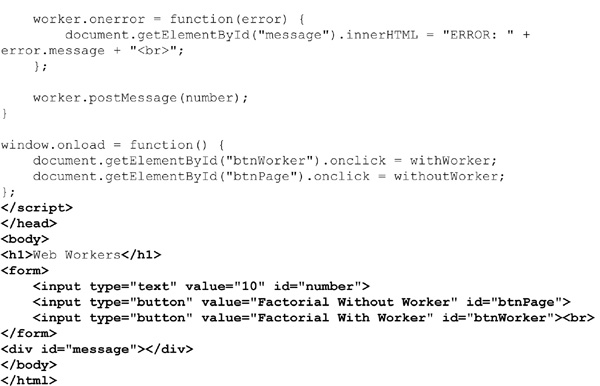 worker.onerror = function(error) {
        document.getElementById("message").innerHTML = "ERROR: " +
error.message + "<br>";
    };

    worker.postMessage(number);
}

window.onload = function() {
    document.getElementById("btnWorker").onclick = withWorker;
    document.getElementById("btnPage").onclick = withoutWorker;
};
</script>
</head>
<body>
<h1>Web Workers</h1>
<form>
    <input type="text" value="10" id="number">
    <input type="button" value="Factorial Without Worker" id="btnPage">
    <input type="button" value="Factorial With Worker" id="btnWorker"><br>
</form>
<div id="message"></div>
</body>
</html>